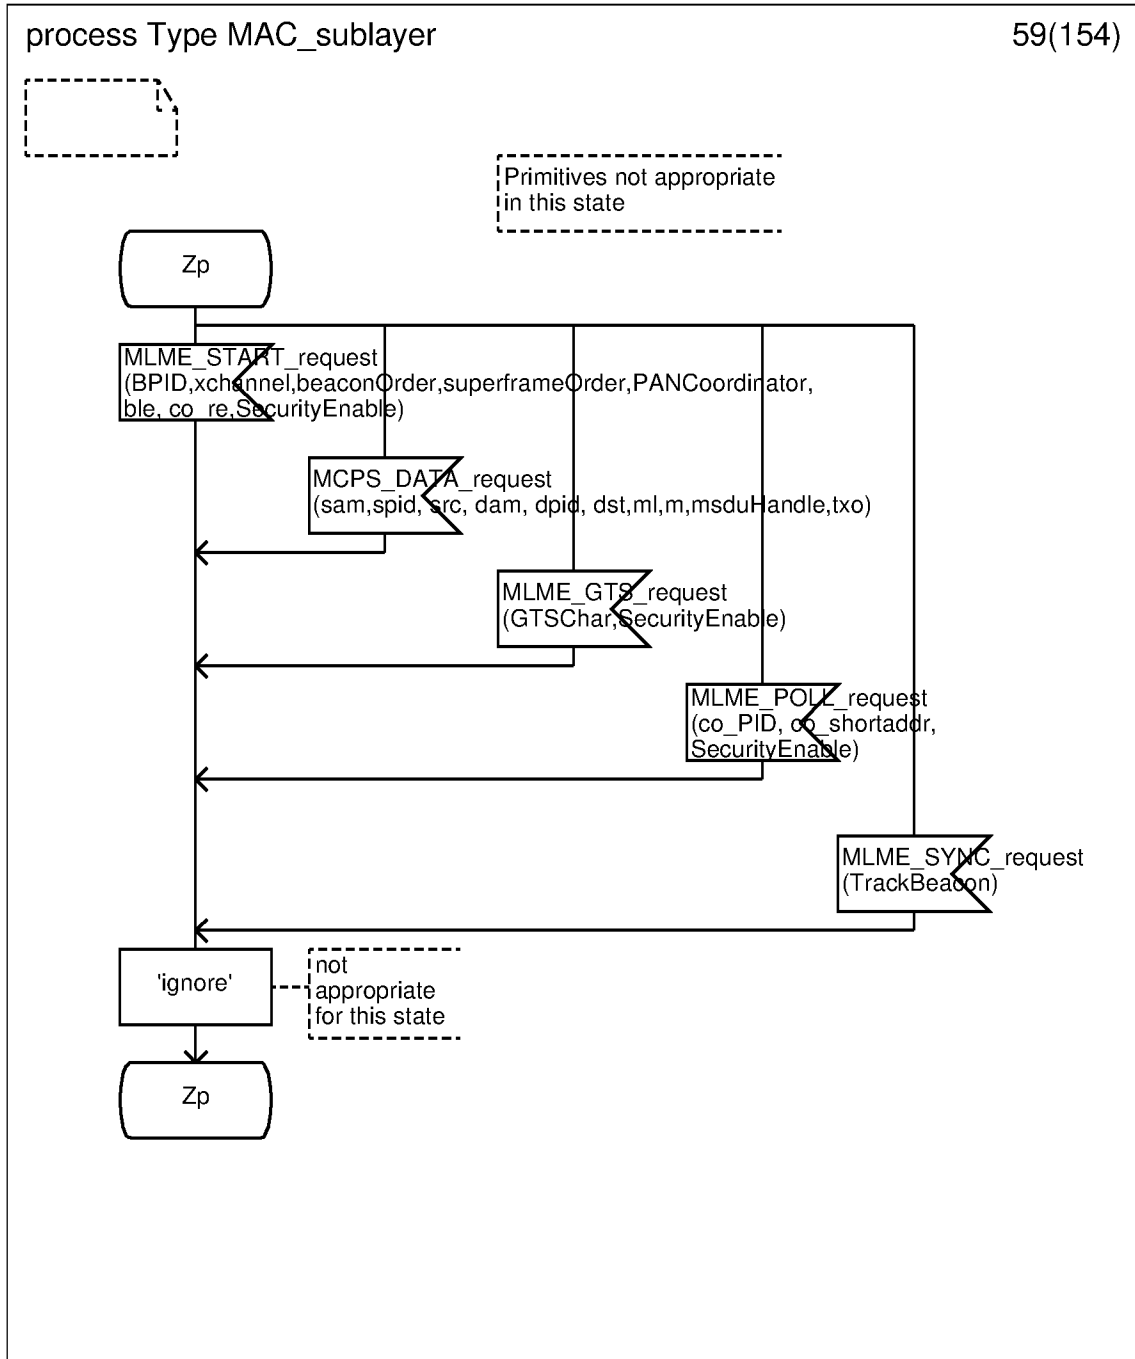 process Type MAC_sublayer
59(154)
Primitives not appropriate
in this state
Zp
MLME_START_request
(BPID,xchannel,beaconOrder,superframeOrder,PANCoordinator,
ble, co_re,SecurityEnable)
MCPS_DATA_request
(sam,spid, src, dam, dpid, dst,ml,m,msduHandle,txo)
MLME_GTS_request
(GTSChar,SecurityEnable)
MLME_POLL_request
(co_PID, co_shortaddr,
SecurityEnable)
MLME_SYNC_request
(TrackBeacon)
'ignore'
not
appropriate
for this state
Zp